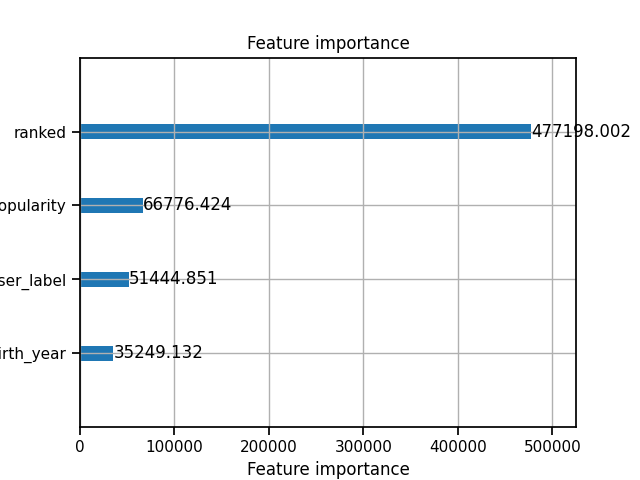 Feature importance
ranked 477198.002
opularity 66776.424
ser_label 51444.851
irth_year 35249.132
0 100000 200000 300000 400000 500000
Feature importance